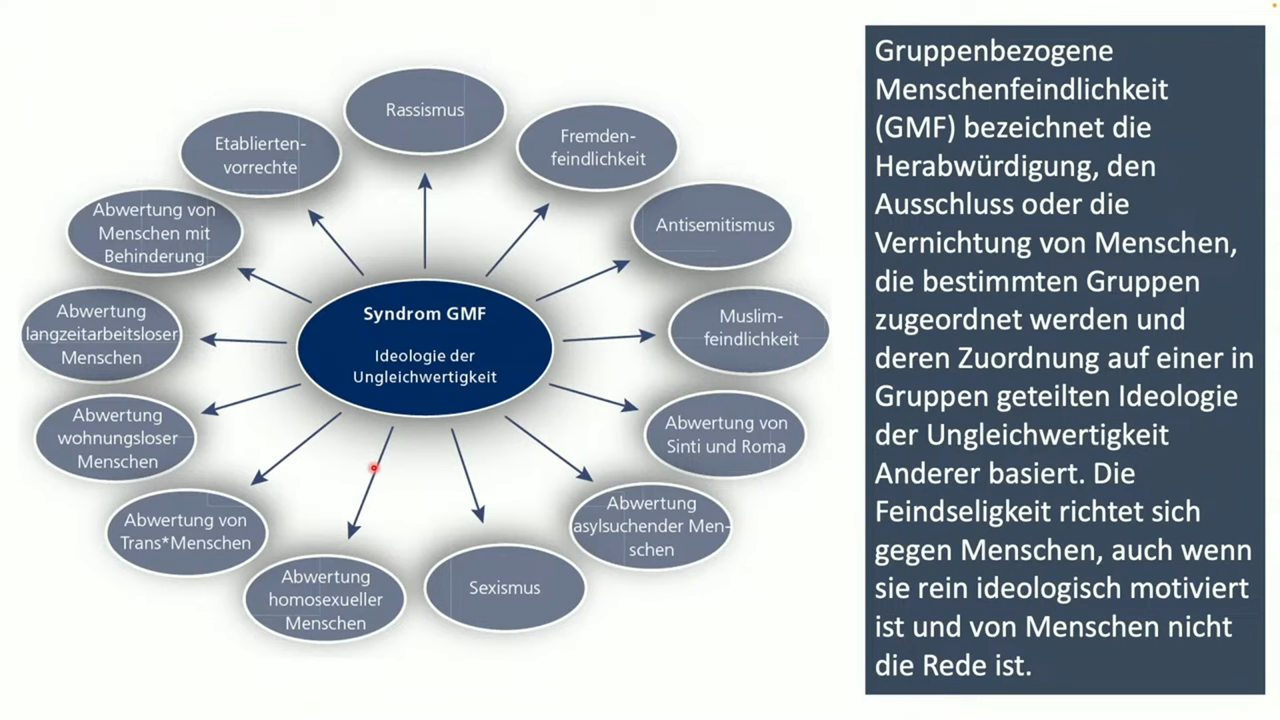 Rassismus
Fremden-
feindlichkeit
Antisemitismus
Muslim-
feindlichkeit
Abwertung von
Sinti und Roma
Abwertung
asylsuchender Men-
schen
Sexismus
Abwertung
homosexueller
Menschen
Abwertung von
Trans*Menschen
Abwertung
wohnungsloser
Menschen
Abwertung
langzeitarbeitsloser
Menschen
Abwertung von
Menschen mit
Behinderung
Etablierten-
vorrechte
Syndrom GMF
Ideologie der
Ungleichwertigkeit
Gruppenbezogene
Menschenfeindlichkeit
(GMF) bezeichnet die
Herabwürdigung, den
Ausschluss oder die
Vernichtung von Menschen,
die bestimmten Gruppen
zugeordnet werden und
deren Zuordnung auf einer in
Gruppen geteilten Ideologie
der Ungleichwertigkeit
Anderer basiert. Die
Feindseligkeit richtet sich
gegen Menschen, auch wenn
sie rein ideologisch motiviert
ist und von Menschen nicht
die Rede ist.